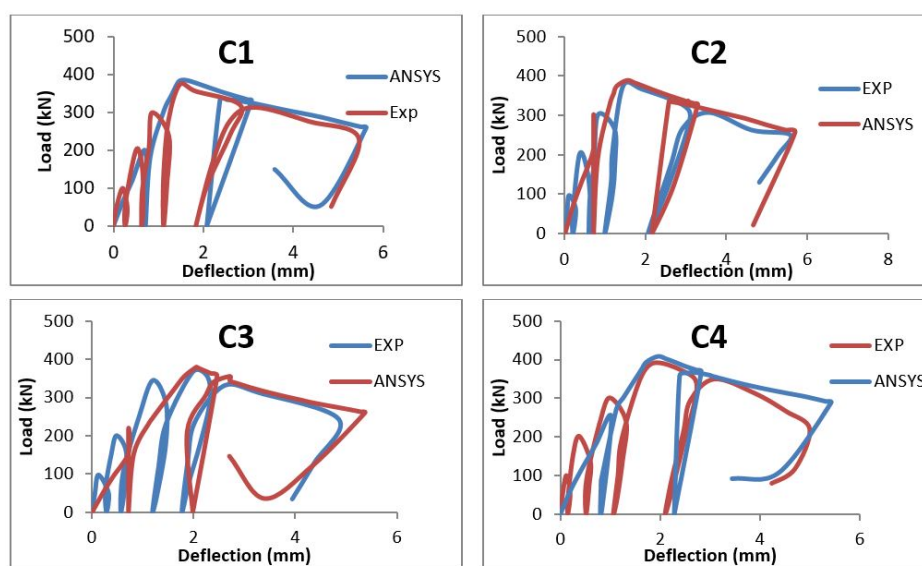 C1
Load (kN)
500
400
300
200
100
0
0 2 4 6
Deflection (mm)
ANSYS
Exp
C2
Load (kN)
500
400
300
200
100
0
0 2 4 6 8
Deflection (mm)
EXP
ANSYS
C3
Load (kN)
500
400
300
200
100
0
0 2 4 6
Deflection (mm)
EXP
ANSYS
C4
Load (kN)
500
400
300
200
100
0
0 2 4 6
Deflection (mm)
EXP
ANSYS